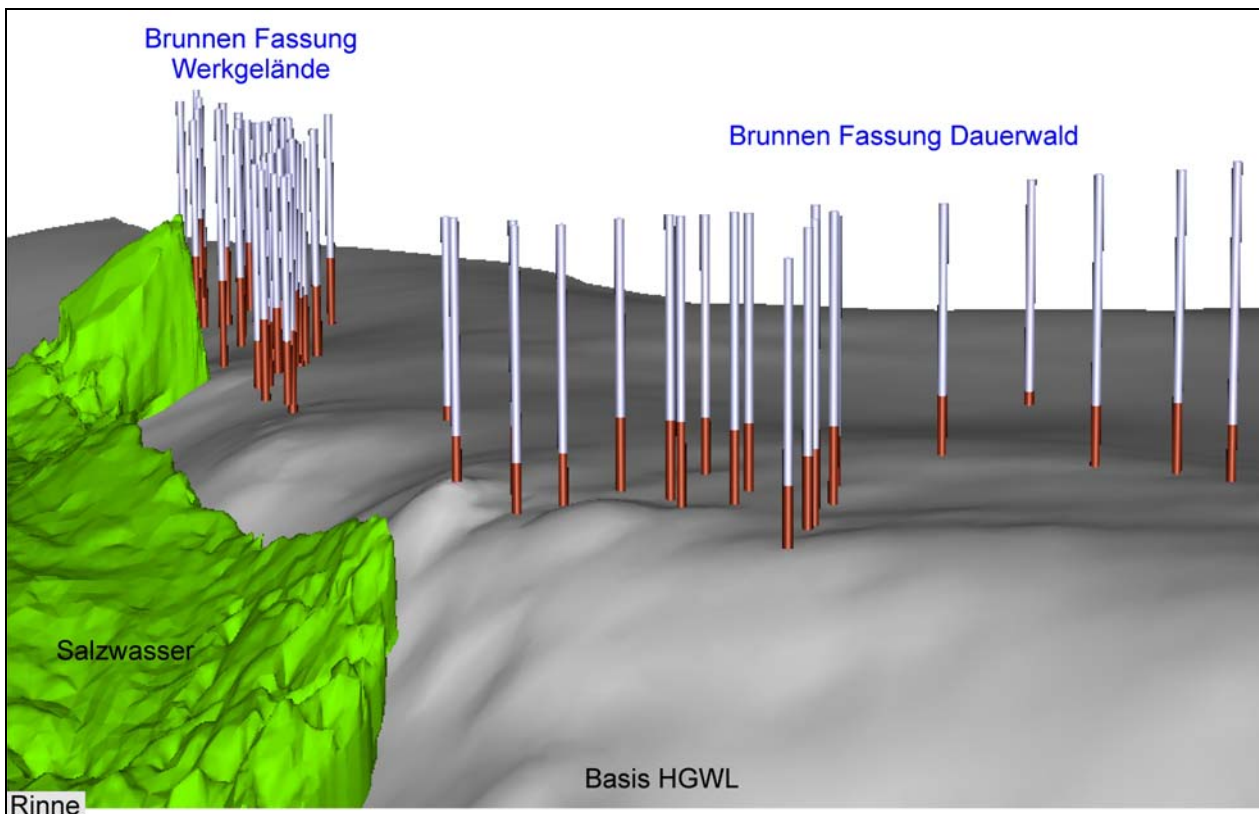 Brunnen Fassung
Werkgelände
Brunnen Fassung Dauerwald
Salzwasser
Basis HGWL
Rinne